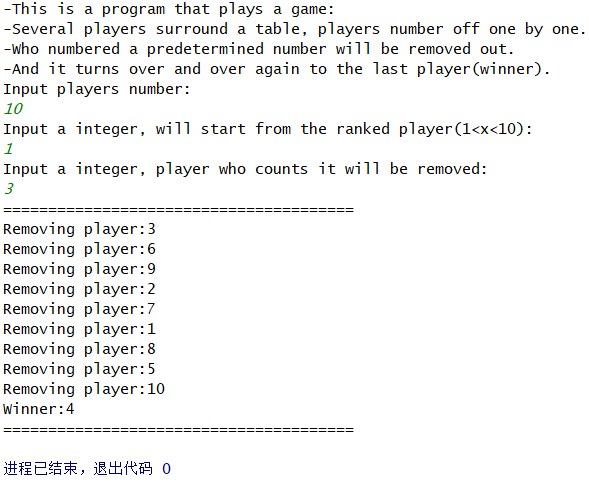 -This is a program that plays a game:
-Several players surround a table, players number off one by one.
-Who numbered a predetermined number will be removed out.
-And it turns over and over again to the last player(winner).
Input players number:
10
Input a integer, will start from the ranked player(1<x<10):
1
Input a integer, player who counts it will be removed:
3
=======================================
Removing player:3
Removing player:6
Removing player:9
Removing player:2
Removing player:7
Removing player:1
Removing player:8
Removing player:5
Removing player:10
Winner:4
=======================================
进程已结束，退出代码 0